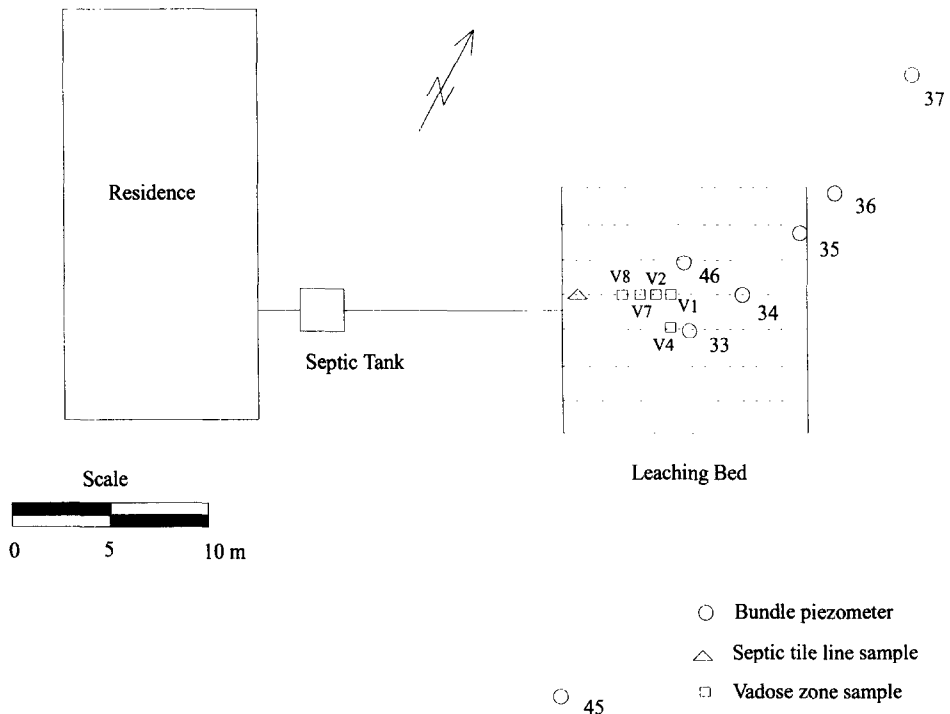 N
37
Residence
36
35
V8 V2 46
V7 V1 34
V4 33
Septic Tank
Leaching Bed
Scale
0 5 10 m
Bundle piezometer
Septic tile line sample
Vadose zone sample
45